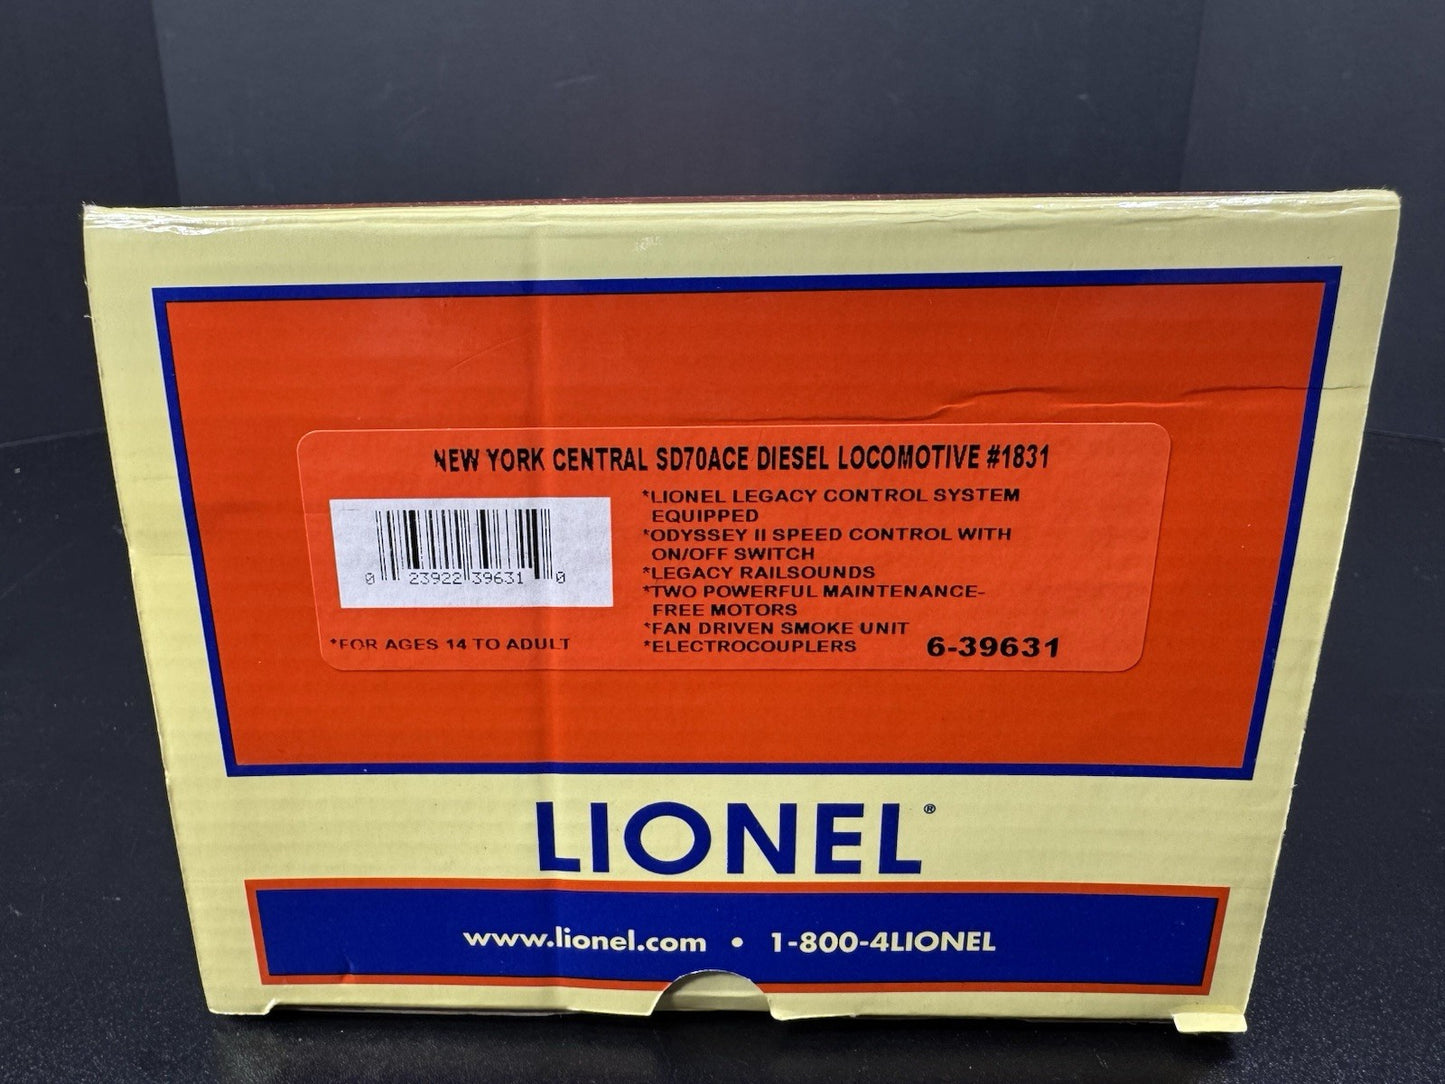 NEW YORK CENTRAL SD70ACE DIESEL LOCOMOTIVE #1831
*LIONEL LEGACY CONTROL SYSTEM
EQUIPPED
*ODYSSEY II SPEED CONTROL WITH
ON/OFF SWITCH
*LEGACY RAILSOUNDS
*TWO POWERFUL MAINTENANCE-
FREE MOTORS
*FAN DRIVEN SMOKE UNIT
*ELECTROCOUPLERS
6-39631
0 23922 39631 0
*FOR AGES 14 TO ADULT
LIONEL®
www.lionel.com • 1-800-4LIONEL